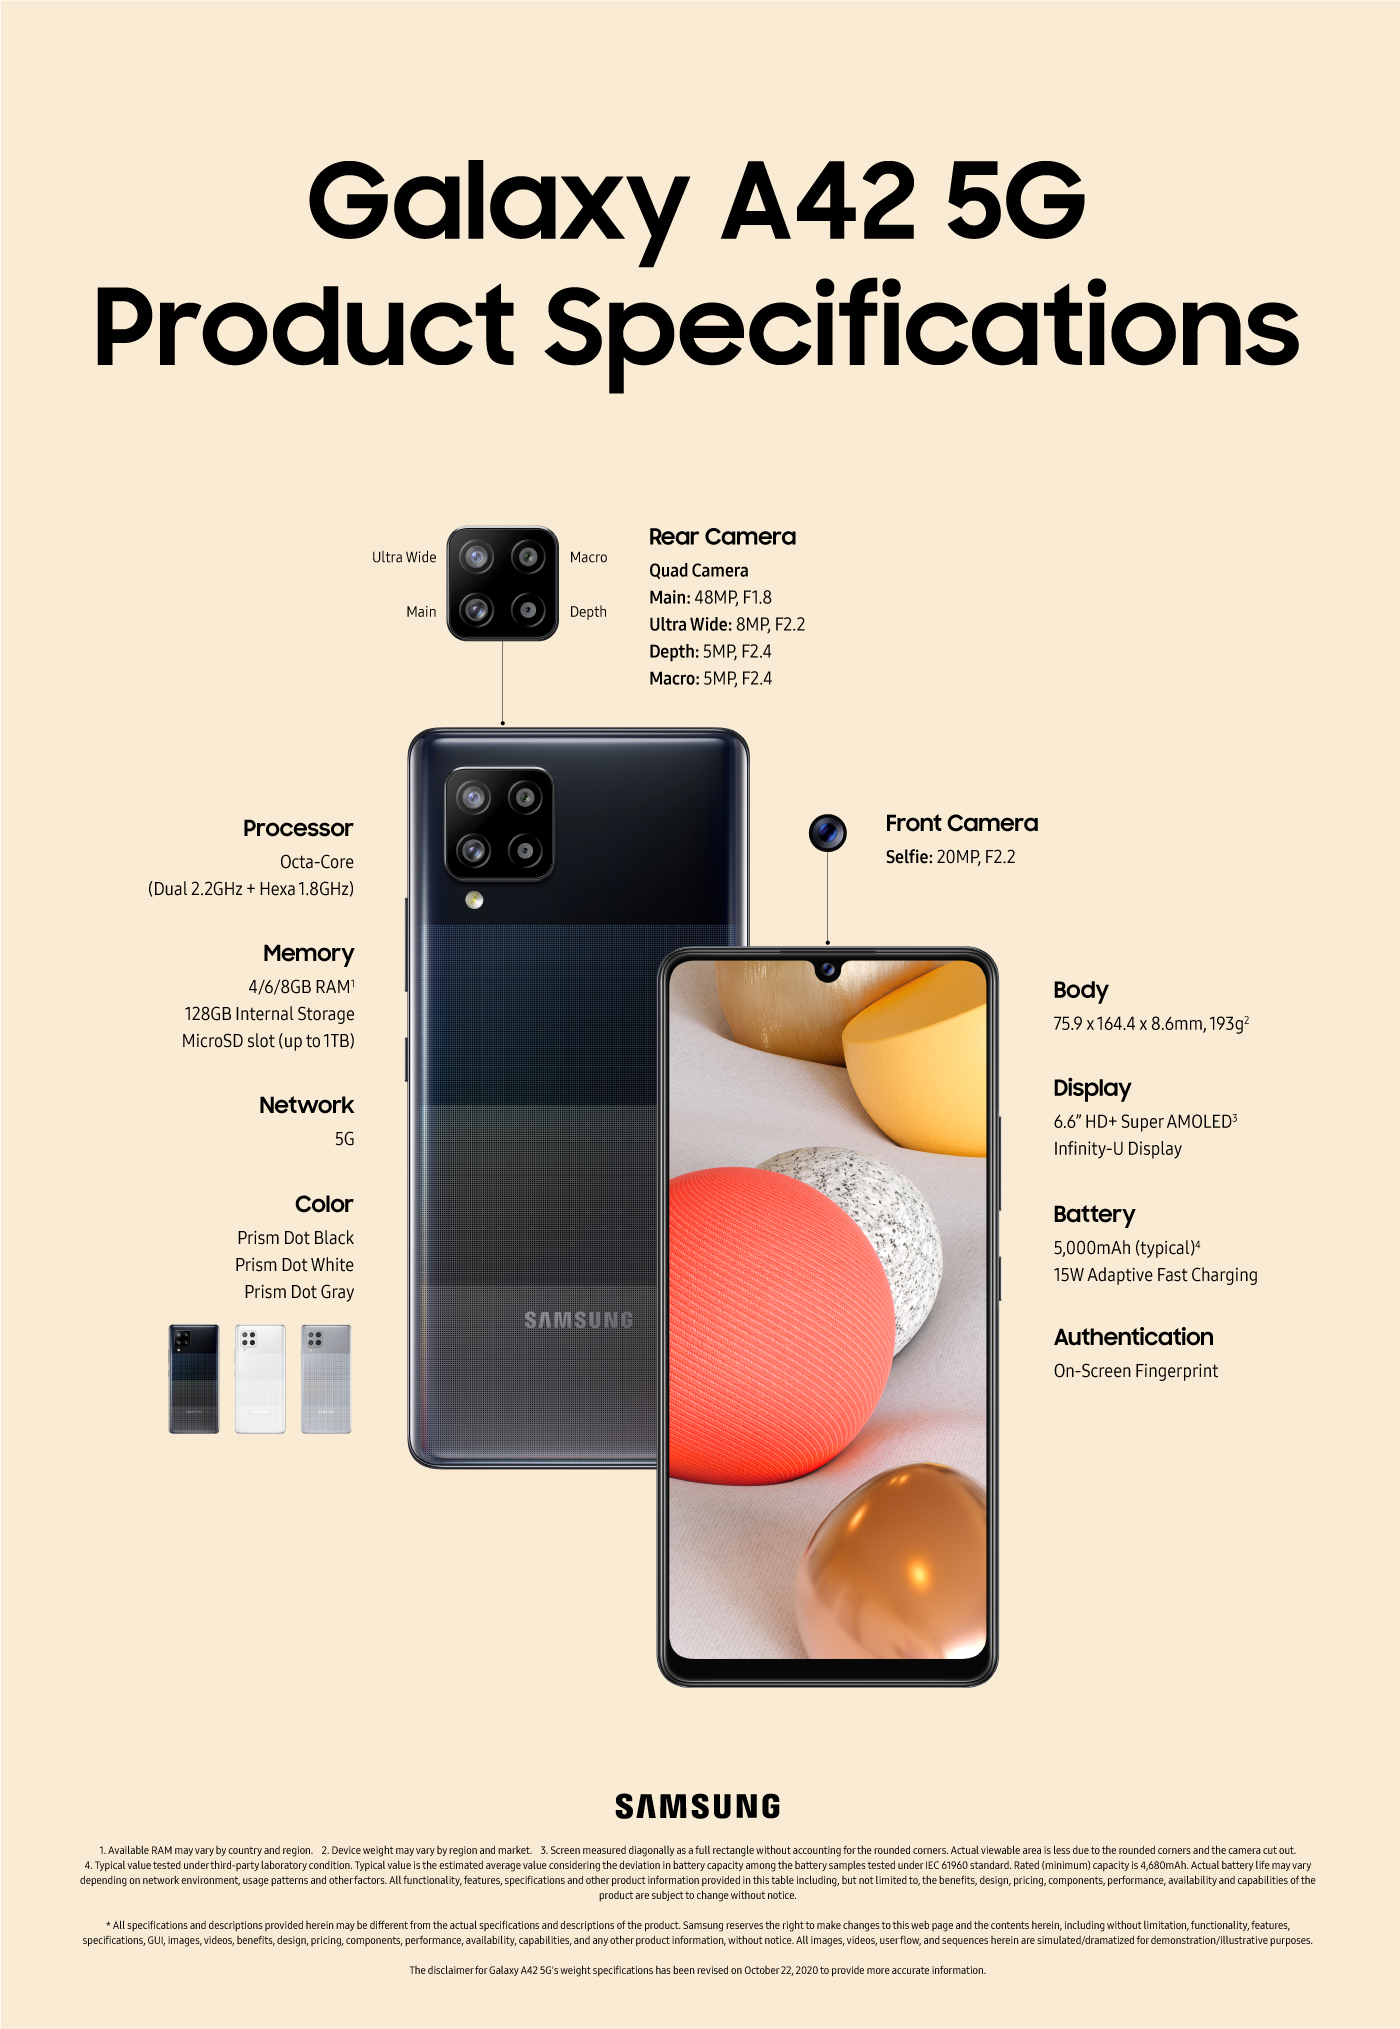 Galaxy A42 5G
Product Specifications
Ultra Wide
Macro
Main
Depth
Rear Camera
Quad Camera
Main: 48MP, F1.8
Ultra Wide: 8MP, F2.2
Depth: 5MP, F2.4
Macro: 5MP, F2.4
Processor
Octa-Core
(Dual 2.2GHz + Hexa 1.8GHz)
Memory
4/6/8GB RAM¹
128GB Internal Storage
MicroSD slot (up to 1TB)
Network
5G
Color
Prism Dot Black
Prism Dot White
Prism Dot Gray
SAMSUNG
Front Camera
Selfie: 20MP, F2.2
Body
75.9 x 164.4 x 8.6mm, 193g²
Display
6.6” HD+ Super AMOLED³
Infinity-U Display
Battery
5,000mAh (typical)⁴
15W Adaptive Fast Charging
Authentication
On-Screen Fingerprint
SAMSUNG
1. Available RAM may vary by country and region. 2. Device weight may vary by region and market. 3. Screen measured diagonally as a full rectangle without accounting for the rounded corners. Actual viewable area is less due to the rounded corners and the camera cut out.
4. Typical value tested under third-party laboratory condition. Typical value is the estimated average value considering the deviation in battery capacity among the battery samples tested under IEC 61960 standard. Rated (minimum) capacity is 4,680mAh. Actual battery life may vary
depending on network environment, usage patterns and other factors. All functionality, features, specifications and other product information provided in this table including, but not limited to, the benefits, design, pricing, components, performance, availability and capabilities of the
product are subject to change without notice.
* All specifications and descriptions provided herein may be different from the actual specifications and descriptions of the product. Samsung reserves the right to make changes to this web page and the contents herein, including without limitation, functionality, features,
specifications, GUI, images, videos, benefits, design, pricing, components, performance, availability, capabilities, and any other product information, without notice. All images, videos, user flow, and sequences herein are simulated/dramatized for demonstration/illustrative purposes.
The disclaimer for Galaxy A42 5G's weight specifications has been revised on October 22, 2020 to provide more accurate information.